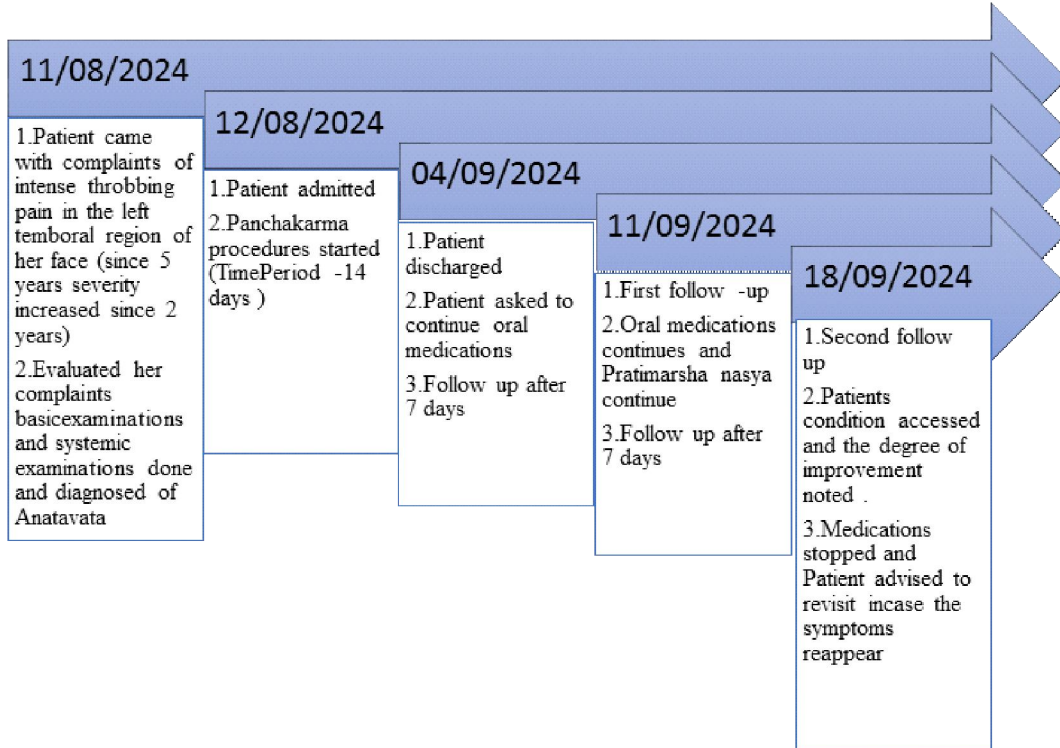 11/08/2024
1.Patient came
with complaints of
intense throbbing
pain in the left
temporal region of
her face (since 5
years severity
increased since 2
years)
2.Evaluated her
complaints
basicexaminations
and systemic
examinations done
and diagnosed of
Anatavata
12/08/2024
1.Patient admitted
2.Panchakarma
procedures started
(TimePeriod -14
days )
04/09/2024
1.Patient
discharged
2.Patient asked to
continue oral
medications
3.Follow up after
7 days
11/09/2024
1.First follow -up
2.Oral medications
continues and
Pratimarsha nasya
continue
3.Follow up after
7 days
18/09/2024
1.Second follow
up
2.Patients
condition accessed
and the degree of
improvement
noted .
3.Medications
stopped and
Patient advised to
revisit incase the
symptoms
reappear